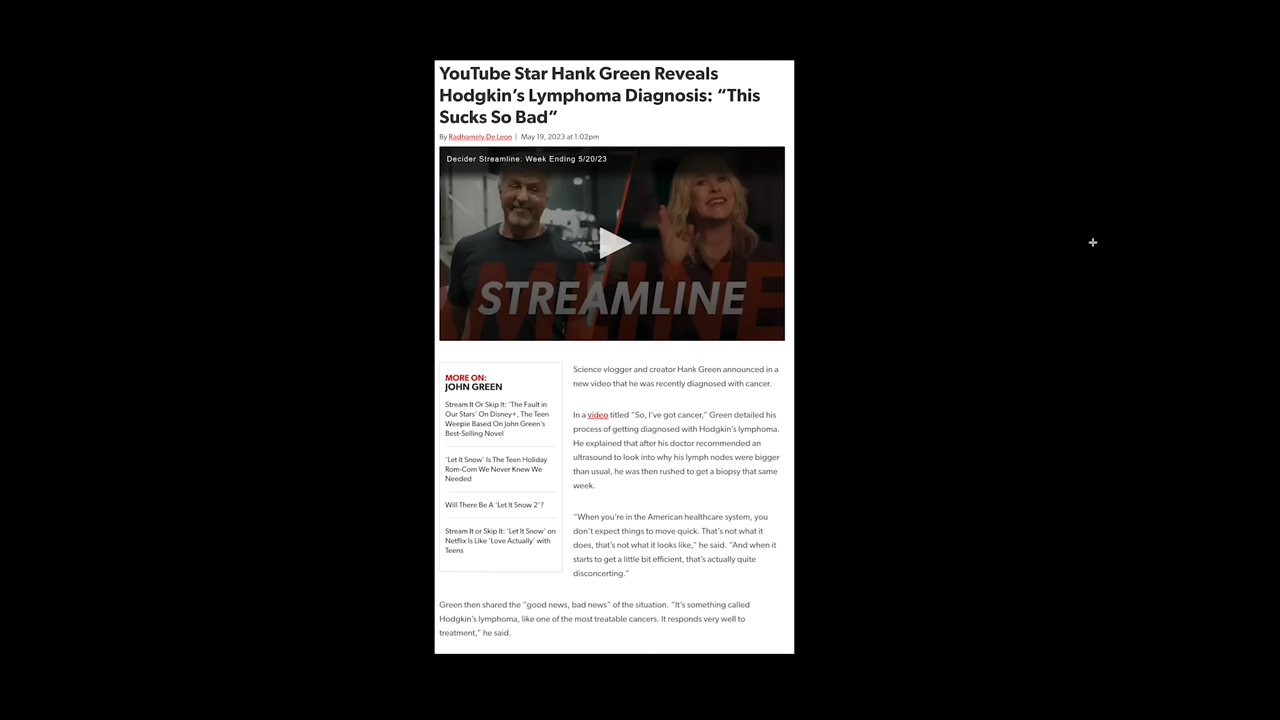 YouTube Star Hank Green Reveals
Hodgkin’s Lymphoma Diagnosis: “This
Sucks So Bad”
By Radhamely De Leon | May 19, 2023 at 1:02pm
Decider Streamline: Week Ending 5/20/23
STREAMLINE
MORE ON:
JOHN GREEN
Stream It Or Skip It: ‘The Fault in
Our Stars’ On Disney+, The Teen
Weepie Based On John Green’s
Best-Selling Novel
‘Let It Snow’ Is The Teen Holiday
Rom-Com We Never Knew We
Needed
Will There Be A ‘Let It Snow 2’?
Stream It or Skip It: ‘Let It Snow’ on
Netflix Is Like ‘Love Actually’ with
Teens
Science vlogger and creator Hank Green announced in a
new video that he was recently diagnosed with cancer.
In a video titled “So, I’ve got cancer,” Green detailed his
process of getting diagnosed with Hodgkin’s lymphoma.
He explained that after his doctor recommended an
ultrasound to look into why his lymph nodes were bigger
than usual, he was then rushed to get a biopsy that same
week.
“When you’re in the American healthcare system, you
don’t expect things to move quick. That’s not what it
does, that’s not what it looks like,” he said. “And when it
starts to get a little bit efficient, that’s actually quite
disconcerting.”
Green then shared the “good news, bad news” of the situation. “It’s something called
Hodgkin’s lymphoma, like one of the most treatable cancers. It responds very well to
treatment,” he said.